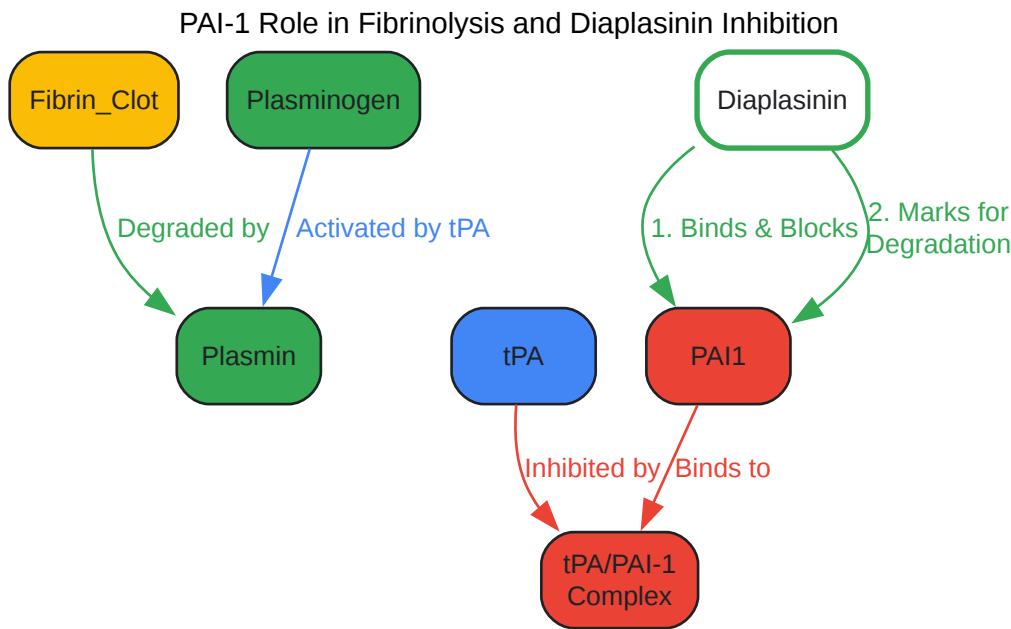 PAI-1 Role in Fibrinolysis and Diaplasinin Inhibition
Fibrin_Clot
Plasminogen
Diaplasinin
Degraded by
Activated by tPA
1. Binds & Blocks
2. Marks for
Degradation
Plasmin
tPA
PAI1
Inhibited by
Binds to
tPA/PAI-1
Complex